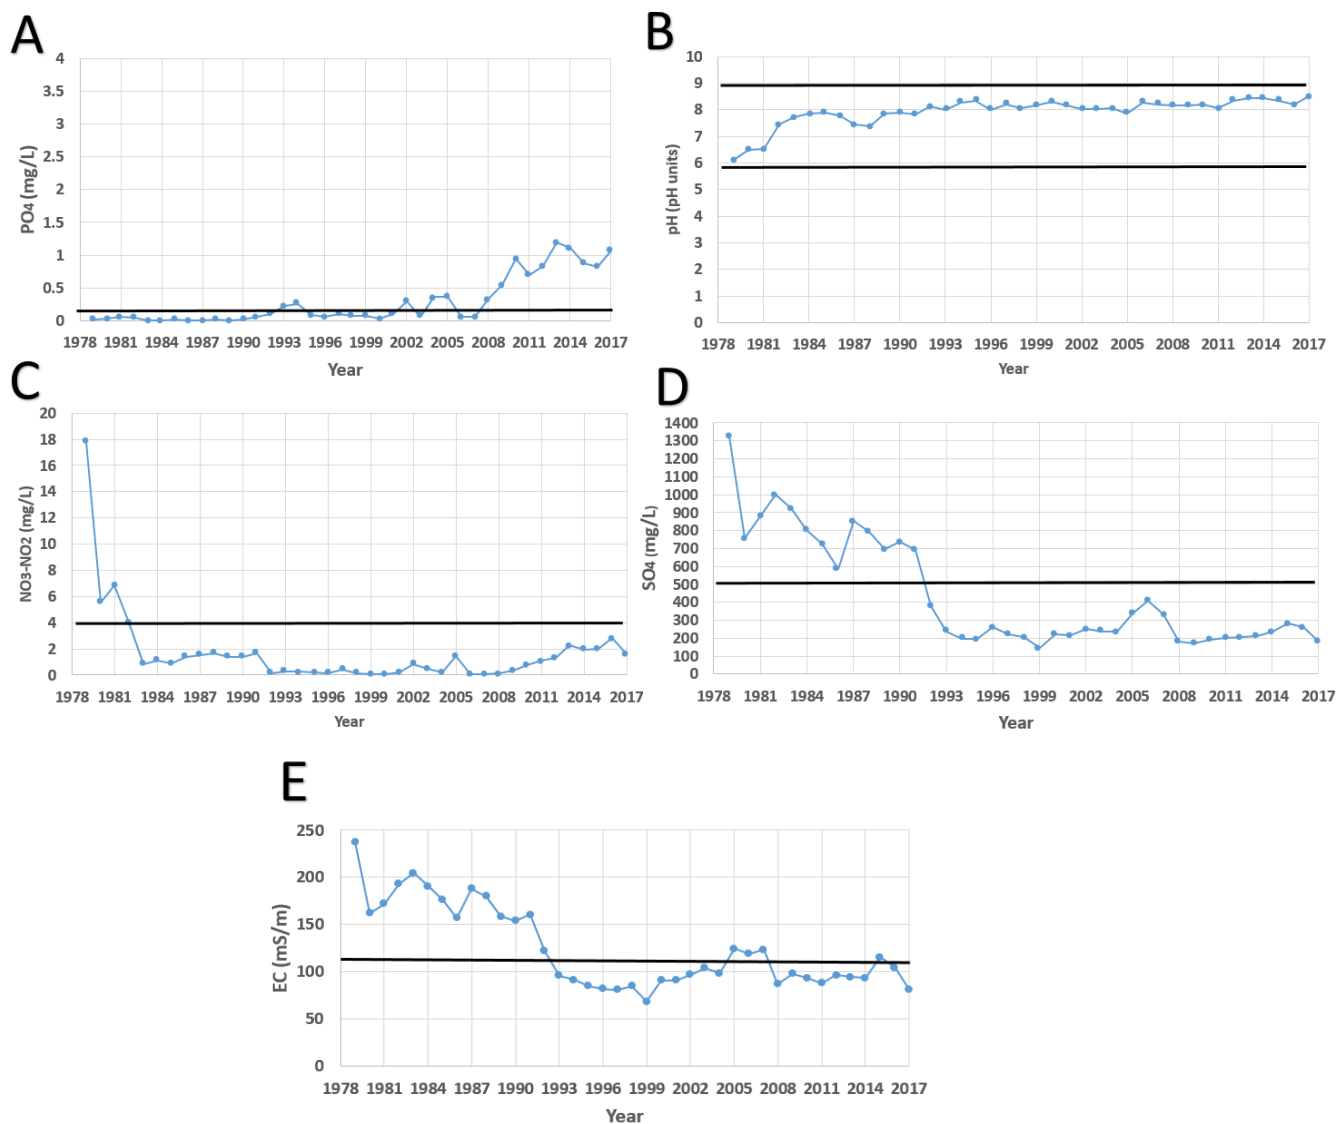 A
PO4 (mg/L)
4
3.5
3
2.5
2
1.5
1
0.5
0
1978 1981 1984 1987 1990 1993 1996 1999 2002 2005 2008 2011 2014 2017
Year
B
pH (pH units)
10
9
8
7
6
5
4
3
2
1
0
1978 1981 1984 1987 1990 1993 1996 1999 2002 2005 2008 2011 2014 2017
Year
C
NO3-NO2 (mg/L)
20
18
16
14
12
10
8
6
4
2
0
1978 1981 1984 1987 1990 1993 1996 1999 2002 2005 2008 2011 2014 2017
Year
D
SO4 (mg/L)
1400
1300
1200
1100
1000
900
800
700
600
500
400
300
200
100
0
1978 1981 1984 1987 1990 1993 1996 1999 2002 2005 2008 2011 2014 2017
Year
E
EC (mS/m)
250
200
150
100
50
0
1978 1981 1984 1987 1990 1993 1996 1999 2002 2005 2008 2011 2014 2017
Year